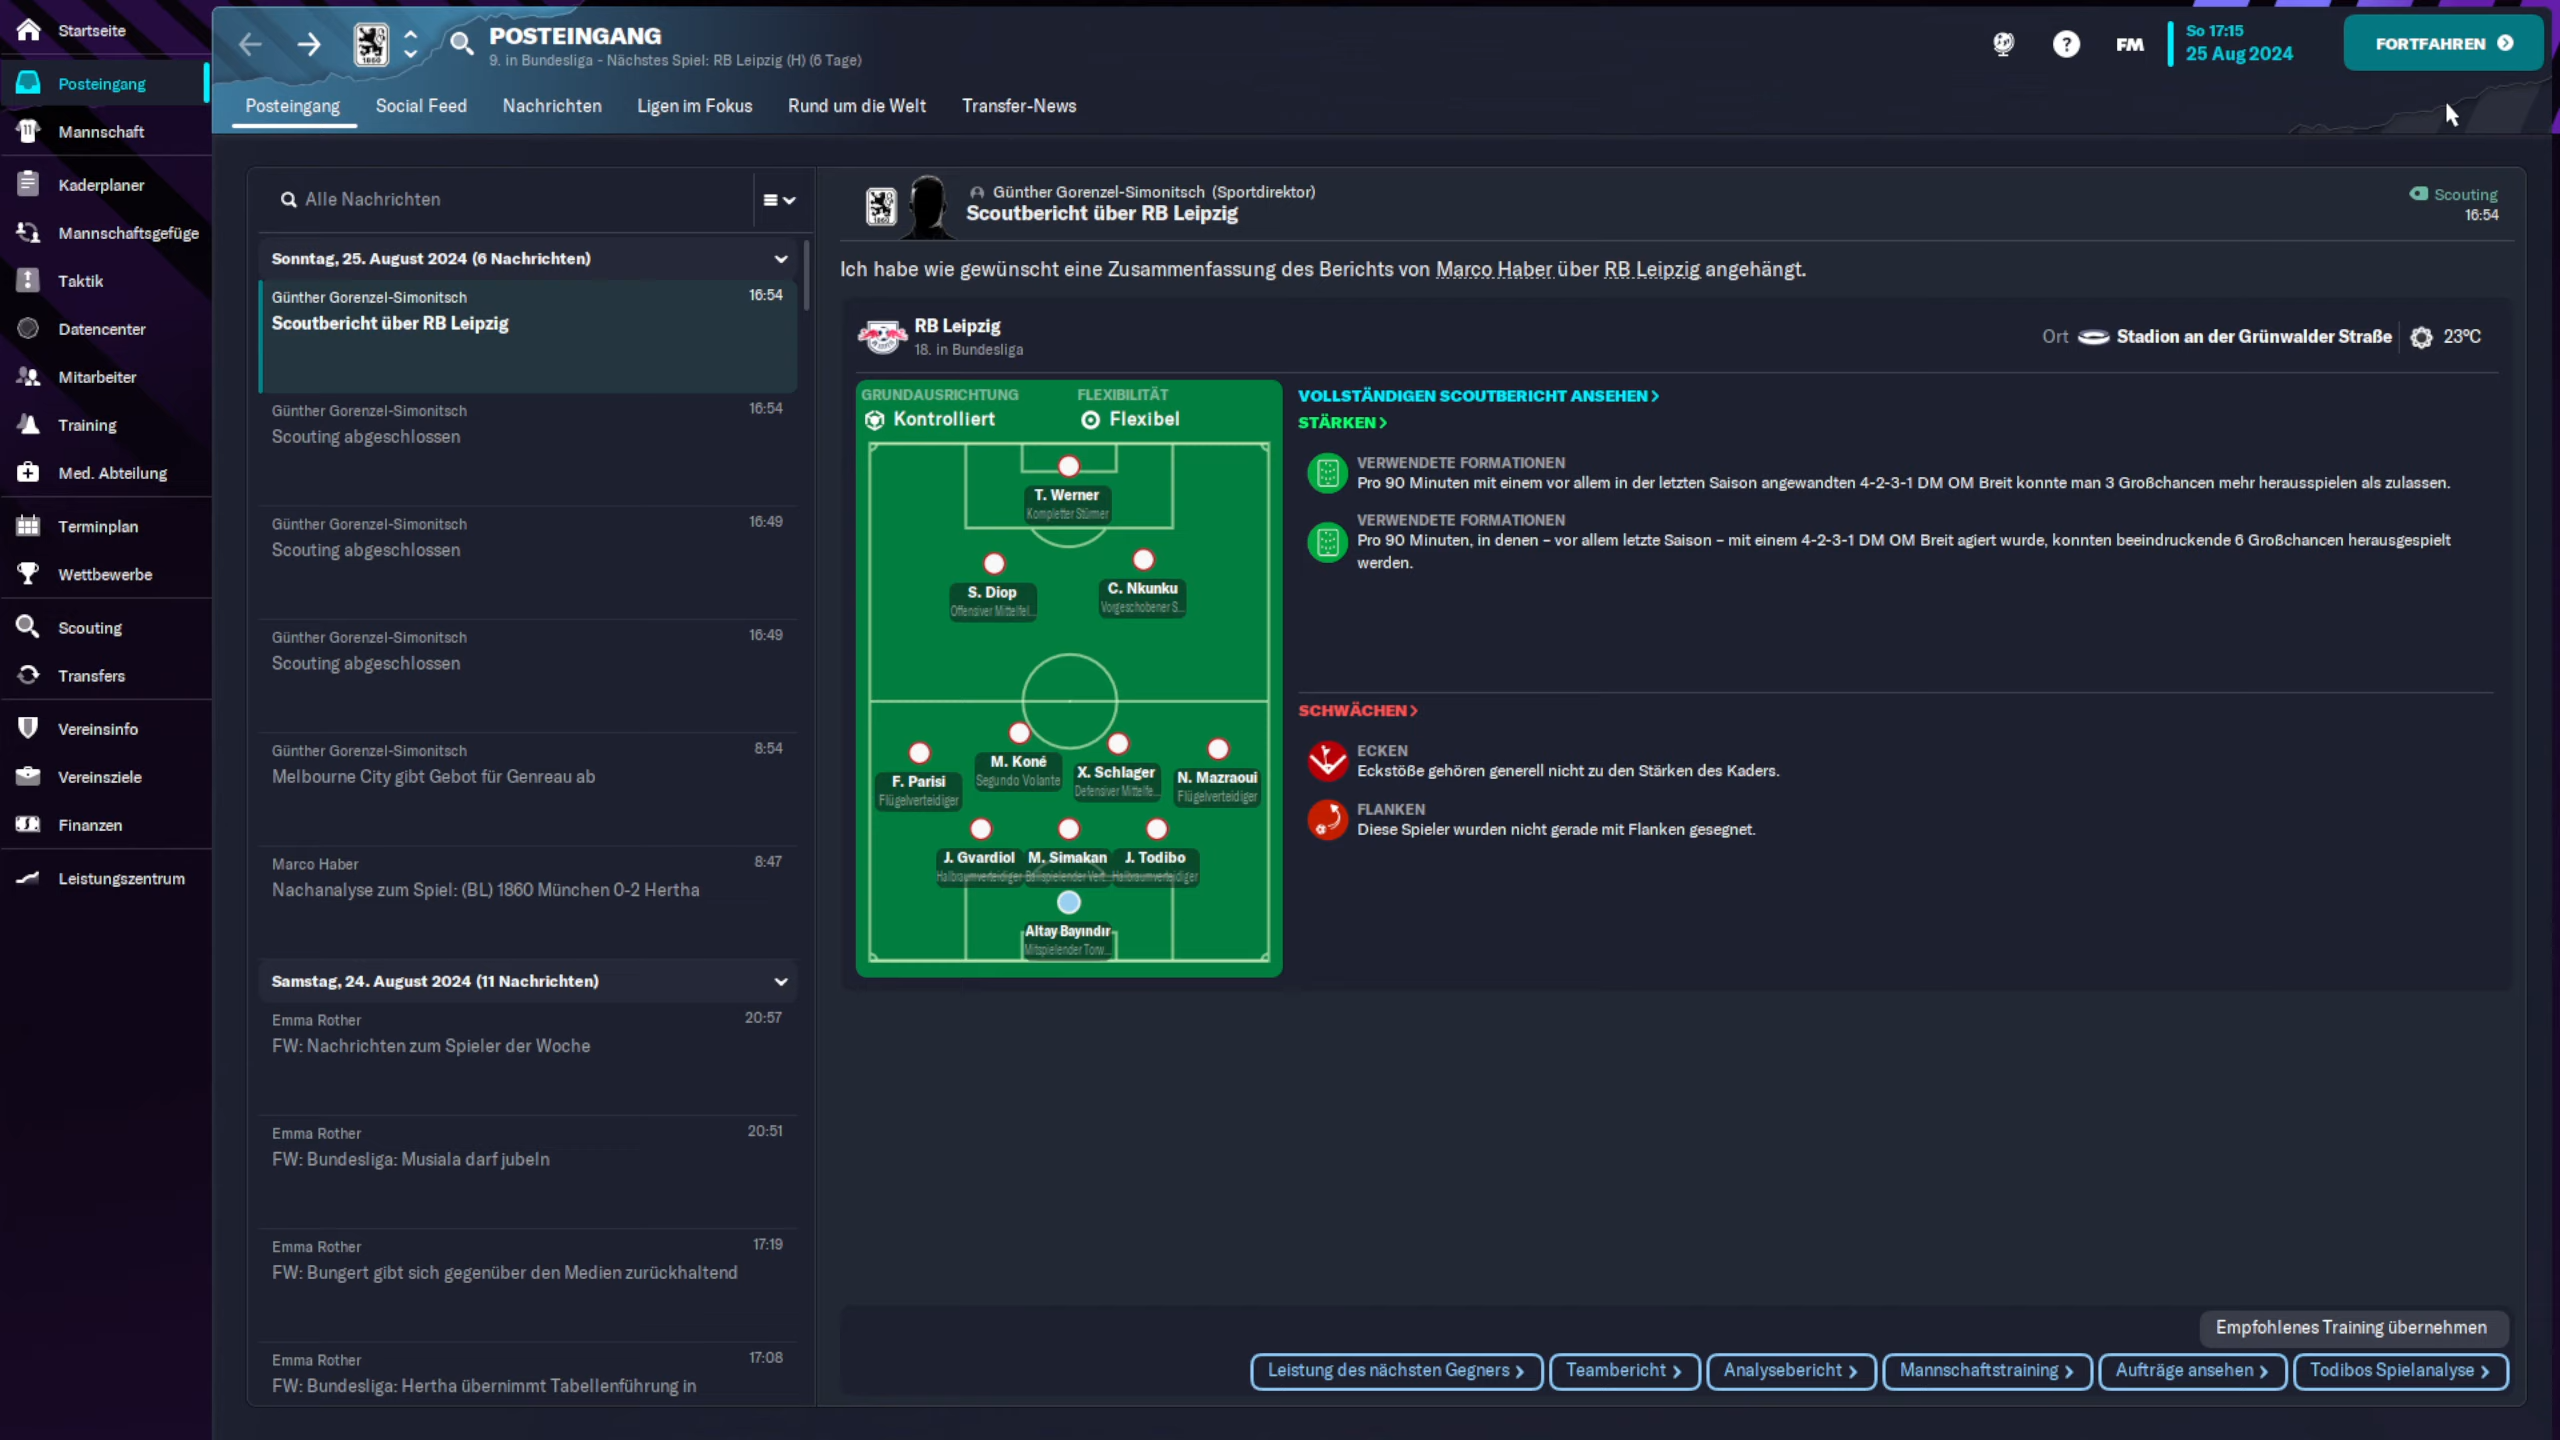 Startseite
Posteingang
Mannschaft
Kaderplaner
Mannschaftsgefüge
Taktik
Datencenter
Mitarbeiter
Training
Med. Abteilung
Terminplan
Wettbewerbe
Scouting
Transfers
Vereinsinfo
Vereinsziele
Finanzen
Leistungszentrum
1860
POSTEINGANG
9. in Bundesliga - Nächstes Spiel: RB Leipzig (H) (6 Tage)
FM
So 17:15
25 Aug 2024
FORTFAHREN
Posteingang Social Feed Nachrichten Ligen im Fokus Rund um die Welt Transfer-News
Alle Nachrichten
Sonntag, 25. August 2024 (6 Nachrichten)
Günther Gorenzel-Simonitsch 16:54
Scoutbericht über RB Leipzig
Günther Gorenzel-Simonitsch 16:54
Scouting abgeschlossen
Günther Gorenzel-Simonitsch 16:49
Scouting abgeschlossen
Günther Gorenzel-Simonitsch 16:49
Scouting abgeschlossen
Günther Gorenzel-Simonitsch 8:54
Melbourne City gibt Gebot für Genreau ab
Marco Haber 8:47
Nachanalyse zum Spiel: (BL) 1860 München 0-2 Hertha
Samstag, 24. August 2024 (11 Nachrichten)
Emma Rother 20:57
FW: Nachrichten zum Spieler der Woche
Emma Rother 20:51
FW: Bundesliga: Musiala darf jubeln
Emma Rother 17:19
FW: Bungert gibt sich gegenüber den Medien zurückhaltend
Emma Rother 17:08
FW: Bundesliga: Hertha übernimmt Tabellenführung in
Günther Gorenzel-Simonitsch (Sportdirektor)
Scoutbericht über RB Leipzig
Scouting
16:54
Ich habe wie gewünscht eine Zusammenfassung des Berichts von Marco Haber über RB Leipzig angehängt.
RB Leipzig
18. in Bundesliga
Ort Stadion an der Grünwalder Straße 23ºC
GRUNDAUSRICHTUNG FLEXIBILITÄT
Kontrolliert Flexibel
T. Werner
Kompletter Stürmer
S. Diop
Offensiver Mittelfel...
C. Nkunku
Vorgeschobener S...
F. Parisi
Flügelverteidiger
M. Koné
Segundo Volante
X. Schlager
Defensiver Mittelfe...
N. Mazraoui
Flügelverteidiger
J. Gvardiol M. Simakan J. Todibo
Halbraumverteidiger Ballspielender Vert... Halbraumverteidiger
Altay Bayındır
Mitspielender Torw...
VOLLSTÄNDIGEN SCOUTBERICHT ANSEHEN
STÄRKEN
VERWENDETE FORMATIONEN
Pro 90 Minuten mit einem vor allem in der letzten Saison angewandten 4-2-3-1 DM OM Breit konnte man 3 Großchancen mehr herausspielen als zulassen.
VERWENDETE FORMATIONEN
Pro 90 Minuten, in denen – vor allem letzte Saison – mit einem 4-2-3-1 DM OM Breit agiert wurde, konnten beeindruckende 6 Großchancen herausgespielt
werden.
SCHWÄCHEN
ECKEN
Eckstöße gehören generell nicht zu den Stärken des Kaders.
FLANKEN
Diese Spieler wurden nicht gerade mit Flanken gesegnet.
Empfohlenes Training übernehmen
Leistung des nächsten Gegners Teambericht Analysebericht Mannschaftstraining Aufträge ansehen Todibos Spielanalyse